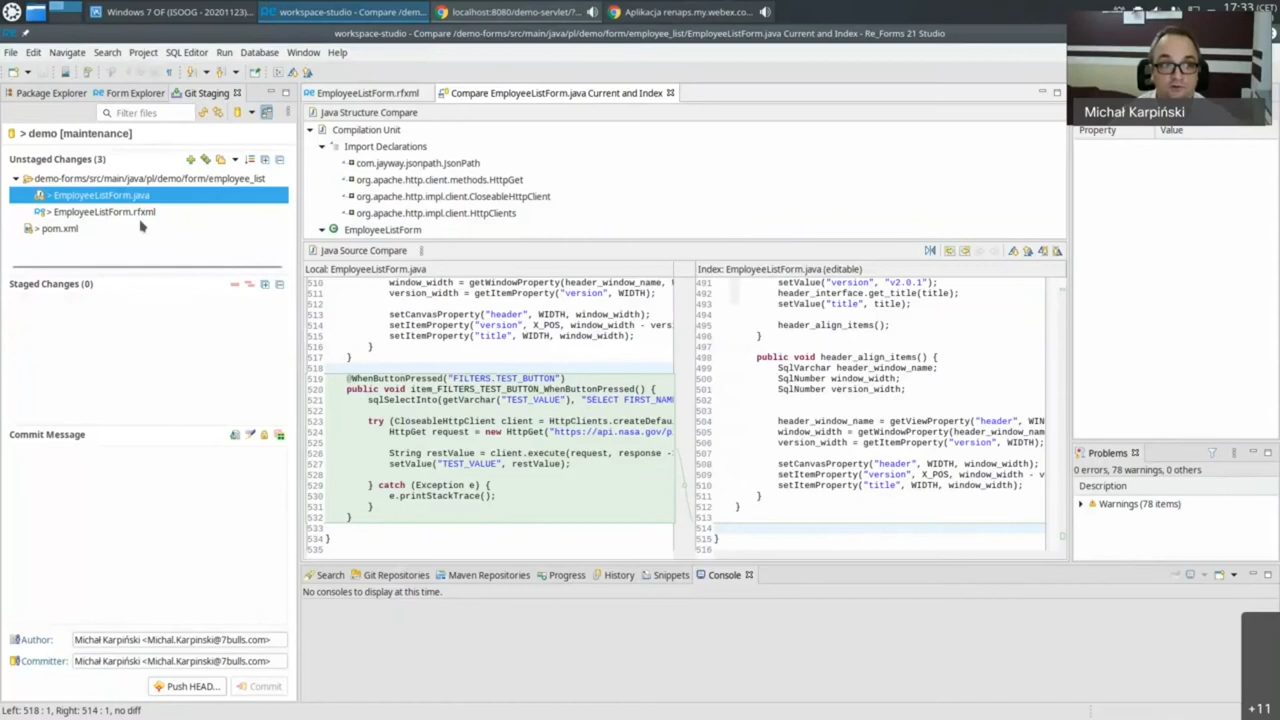 Windows 7 OF (ISOOG - 20201123)...
workspace-studio - Compare /dem...
localhost:8080/demo-servlet/?...
Aplikacja renaps.my.webex.co...
17:33 (CET)
workspace-studio - Compare /demo-forms/src/main/java/pl/demo/form/employee_list/EmployeeListForm.java Current and Index - Re_Forms 21 Studio
File Edit Navigate Search Project SQL Editor Run Database Window Help
Michał Karpiński
Package Explorer Form Explorer Git Staging
Filter files
> demo [maintenance]
Unstaged Changes (3)
demo-forms/src/main/java/pl/demo/form/employee_list
> EmployeeListForm.java
> EmployeeListForm.rfxml
> pom.xml
Staged Changes (0)
Commit Message
Author: Michał Karpiński <Michal.Karpinski@7bulls.com>
Committer: Michał Karpiński <Michal.Karpinski@7bulls.com>
Push HEAD... Commit
EmployeeListForm.rfxml Compare EmployeeListForm.java Current and Index
Java Structure Compare
Compilation Unit
Import Declarations
com.jayway.jsonpath.JsonPath
org.apache.http.client.methods.HttpGet
org.apache.http.impl.client.CloseableHttpClient
org.apache.http.impl.client.HttpClients
EmployeeListForm
Java Source Compare
Local: EmployeeListForm.java
510 window_width = getWindowProperty(header_window_name,
511 version_width = getItemProperty("version", WIDTH);
512
513 setCanvasProperty("header", WIDTH, window_width);
514 setItemProperty("version", X_POS, window_width - vers
515 setItemProperty("title", WIDTH, window_width);
516 }
517 }
518
519 @WhenButtonPressed("FILTERS.TEST_BUTTON")
520 public void item_FILTERS_TEST_BUTTON_WhenButtonPressed() {
521 sqlSelectInto(getVarchar("TEST_VALUE"), "SELECT FIRST_NAM
522
523 try (CloseableHttpClient client = HttpClients.createDefau
524 HttpGet request = new HttpGet("https://api.nasa.gov/p
525
526 String restValue = client.execute(request, response -
527 setValue("TEST_VALUE", restValue);
528
529 } catch (Exception e) {
530 e.printStackTrace();
531 }
532 }
533
534 }
535
Index: EmployeeListForm.java (editable)
491 setValue("version", "v2.0.1");
492 header_interface.get_title(title);
493 setValue("title", title);
494
495 header_align_items();
496 }
497
498 public void header_align_items() {
499 SqlVarchar header_window_name;
500 SqlNumber window_width;
501 SqlNumber version_width;
502
503
504 header_window_name = getViewProperty("header", WIN
505 window_width = getWindowProperty(header_window_nam
506 version_width = getItemProperty("version", WIDTH);
507
508 setCanvasProperty("header", WIDTH, window_width);
509 setItemProperty("version", X_POS, window_width - v
510 setItemProperty("title", WIDTH, window_width);
511 }
512 }
513
514
515 }
516
Property Value
Problems
0 errors, 78 warnings, 0 others
Description
Warnings (78 items)
Search Git Repositories Maven Repositories Progress History Snippets Console
No consoles to display at this time.
Left: 518 : 1, Right: 514 : 1, no diff
+11